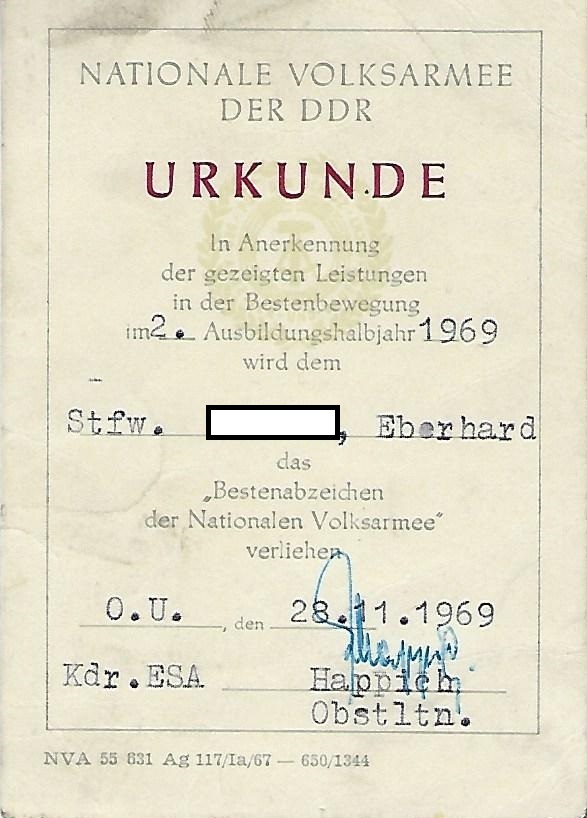 NATIONALE VOLKSARMEE
DER DDR
URKUNDE
In Anerkennung
der gezeigten Leistungen
in der Bestenbewegung
im 2. Ausbildungshalbjahr 1969
wird dem
Stfw. , Eberhard
das
„Bestenabzeichen
der Nationalen Volksarmee“
verliehen
O.U. , den 28.11.1969
Kdr.ESA Happich
Obstltn.
NVA 55 631 Ag 117/Ia/67 — 650/1344